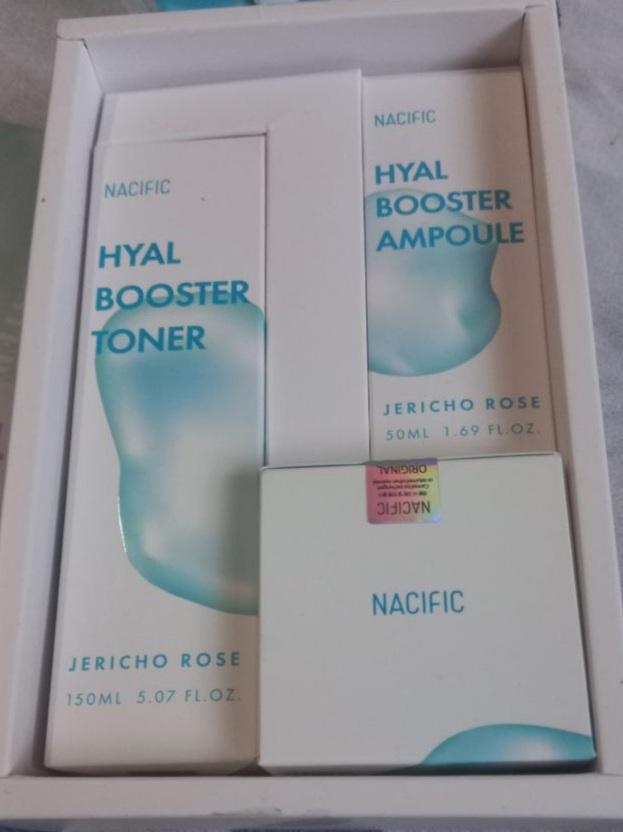 NACIFIC
HYAL
BOOSTER
TONER
JERICHO ROSE
150ML 5.07 FL.OZ.
NACIFIC
HYAL
BOOSTER
AMPOULE
JERICHO ROSE
50ML 1.69 FL.OZ.
NACIFIC
ORIGINAL
NACIFIC